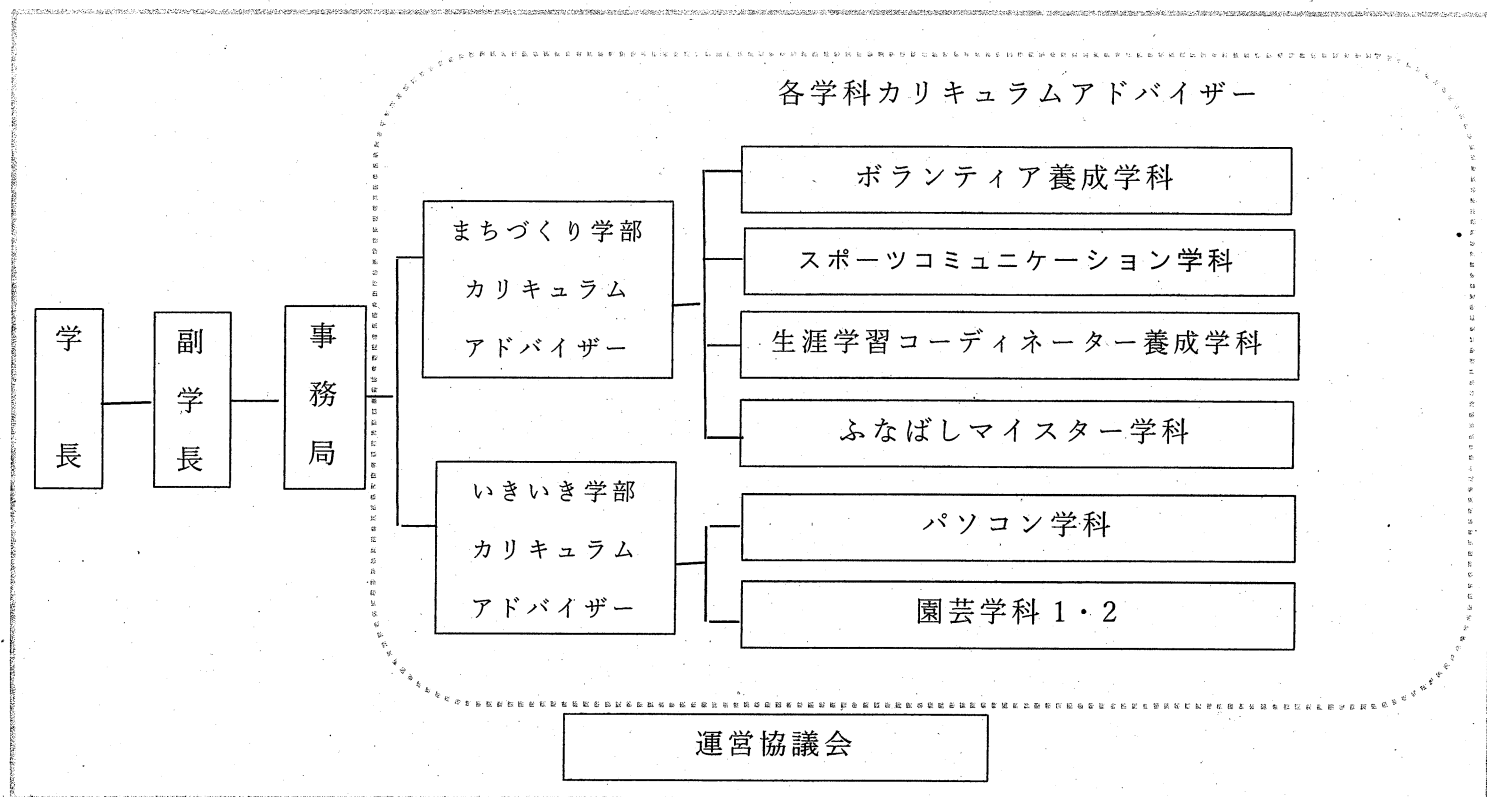 各学科カリキュラムアドバイザー
学長
副学長
事務局
まちづくり学部
カリキュラム
アドバイザー
ボランティア養成学科
スポーツコミュニケーション学科
生涯学習コーディネーター養成学科
ふなばしマイスター学科
いきいき学部
カリキュラム
アドバイザー
パソコン学科
園芸学科 1・2
運営協議会